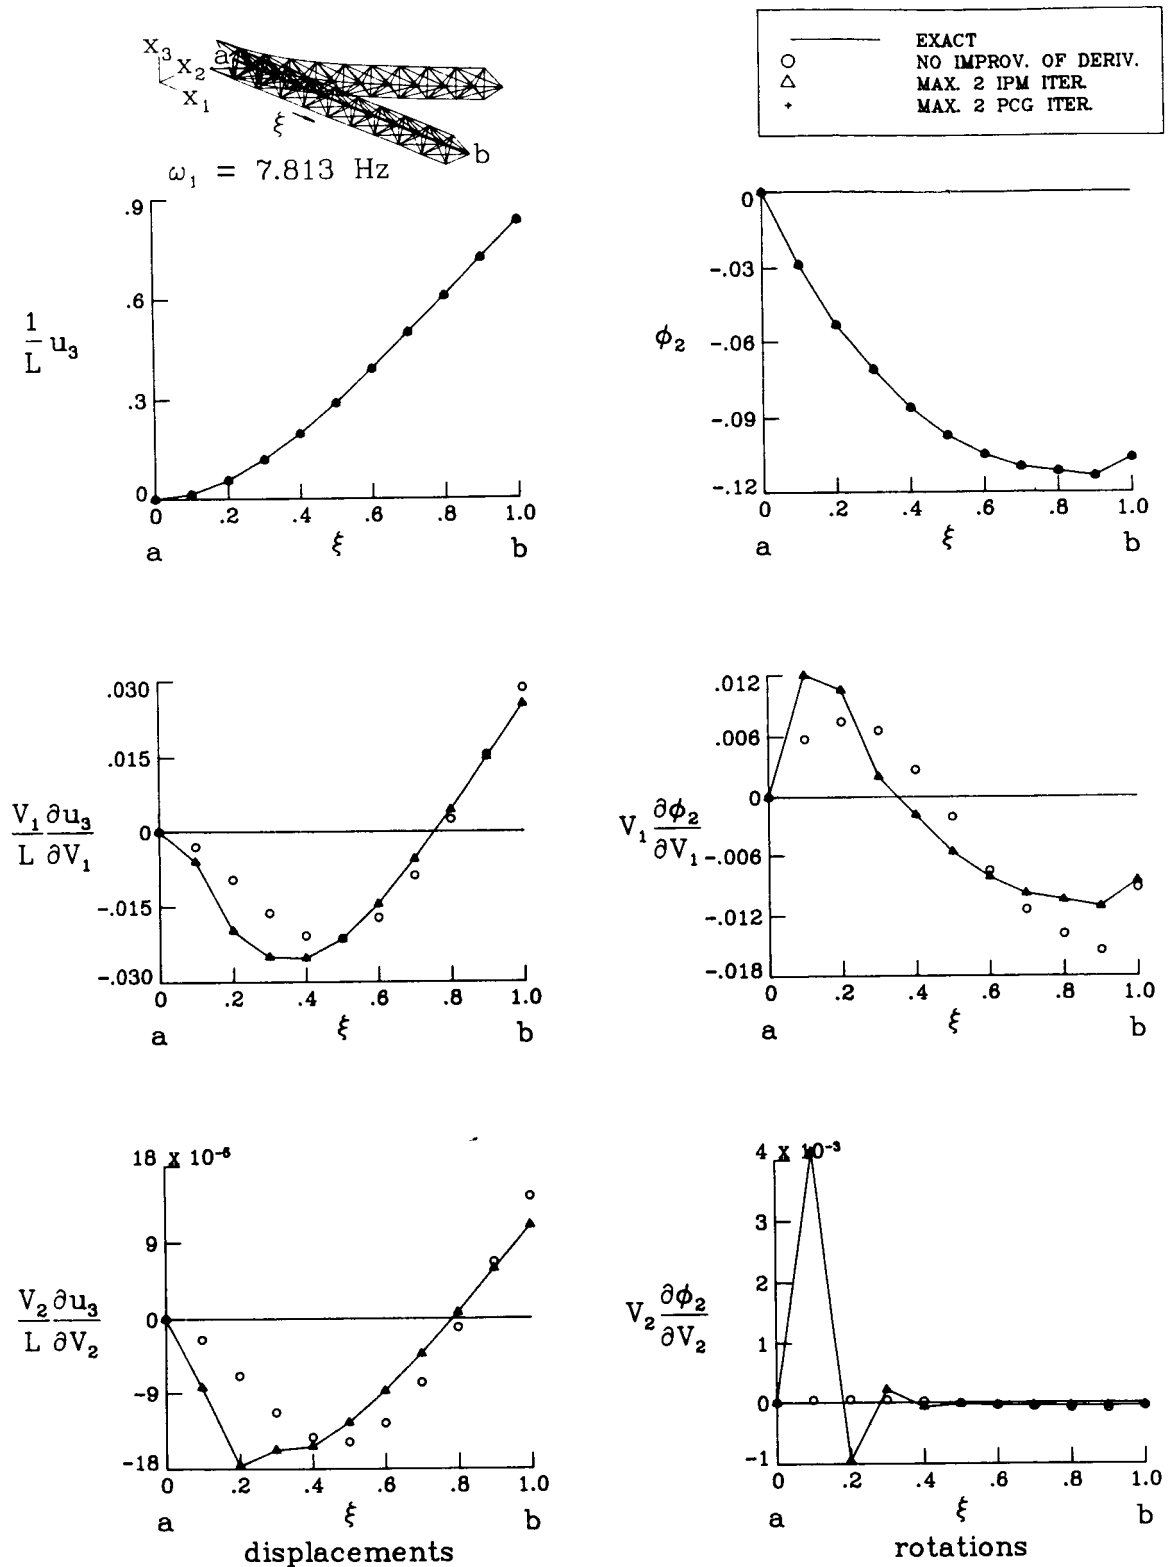 X₃
a
X₂
X₁
ξ
b
ω₁ = 7.813 Hz
EXACT
NO IMPROV. OF DERIV.
MAX. 2 IPM ITER.
MAX. 2 PCG ITER.
.9
.6
.3
0
1/L u₃
0 .2 .4 .6 .8 1.0
a ξ b
0
-.03
-.06
-.09
-.12
ϕ₂
0 .2 .4 .6 .8 1.0
a ξ b
.030
.015
0
-.015
-.030
V₁/L ∂u₃/∂V₁
0 .2 .4 .6 .8 1.0
a ξ b
.012
.006
0
-.006
-.012
-.018
V₁ ∂ϕ₂/∂V₁
0 .2 .4 .6 .8 1.0
a ξ b
18 X 10⁻⁵
9
0
-9
-18
V₂/L ∂u₃/∂V₂
0 .2 .4 .6 .8 1.0
a ξ b
displacements
4 X 10⁻³
3
2
1
0
-1
V₂ ∂ϕ₂/∂V₂
0 .2 .4 .6 .8 1.0
a ξ b
rotations